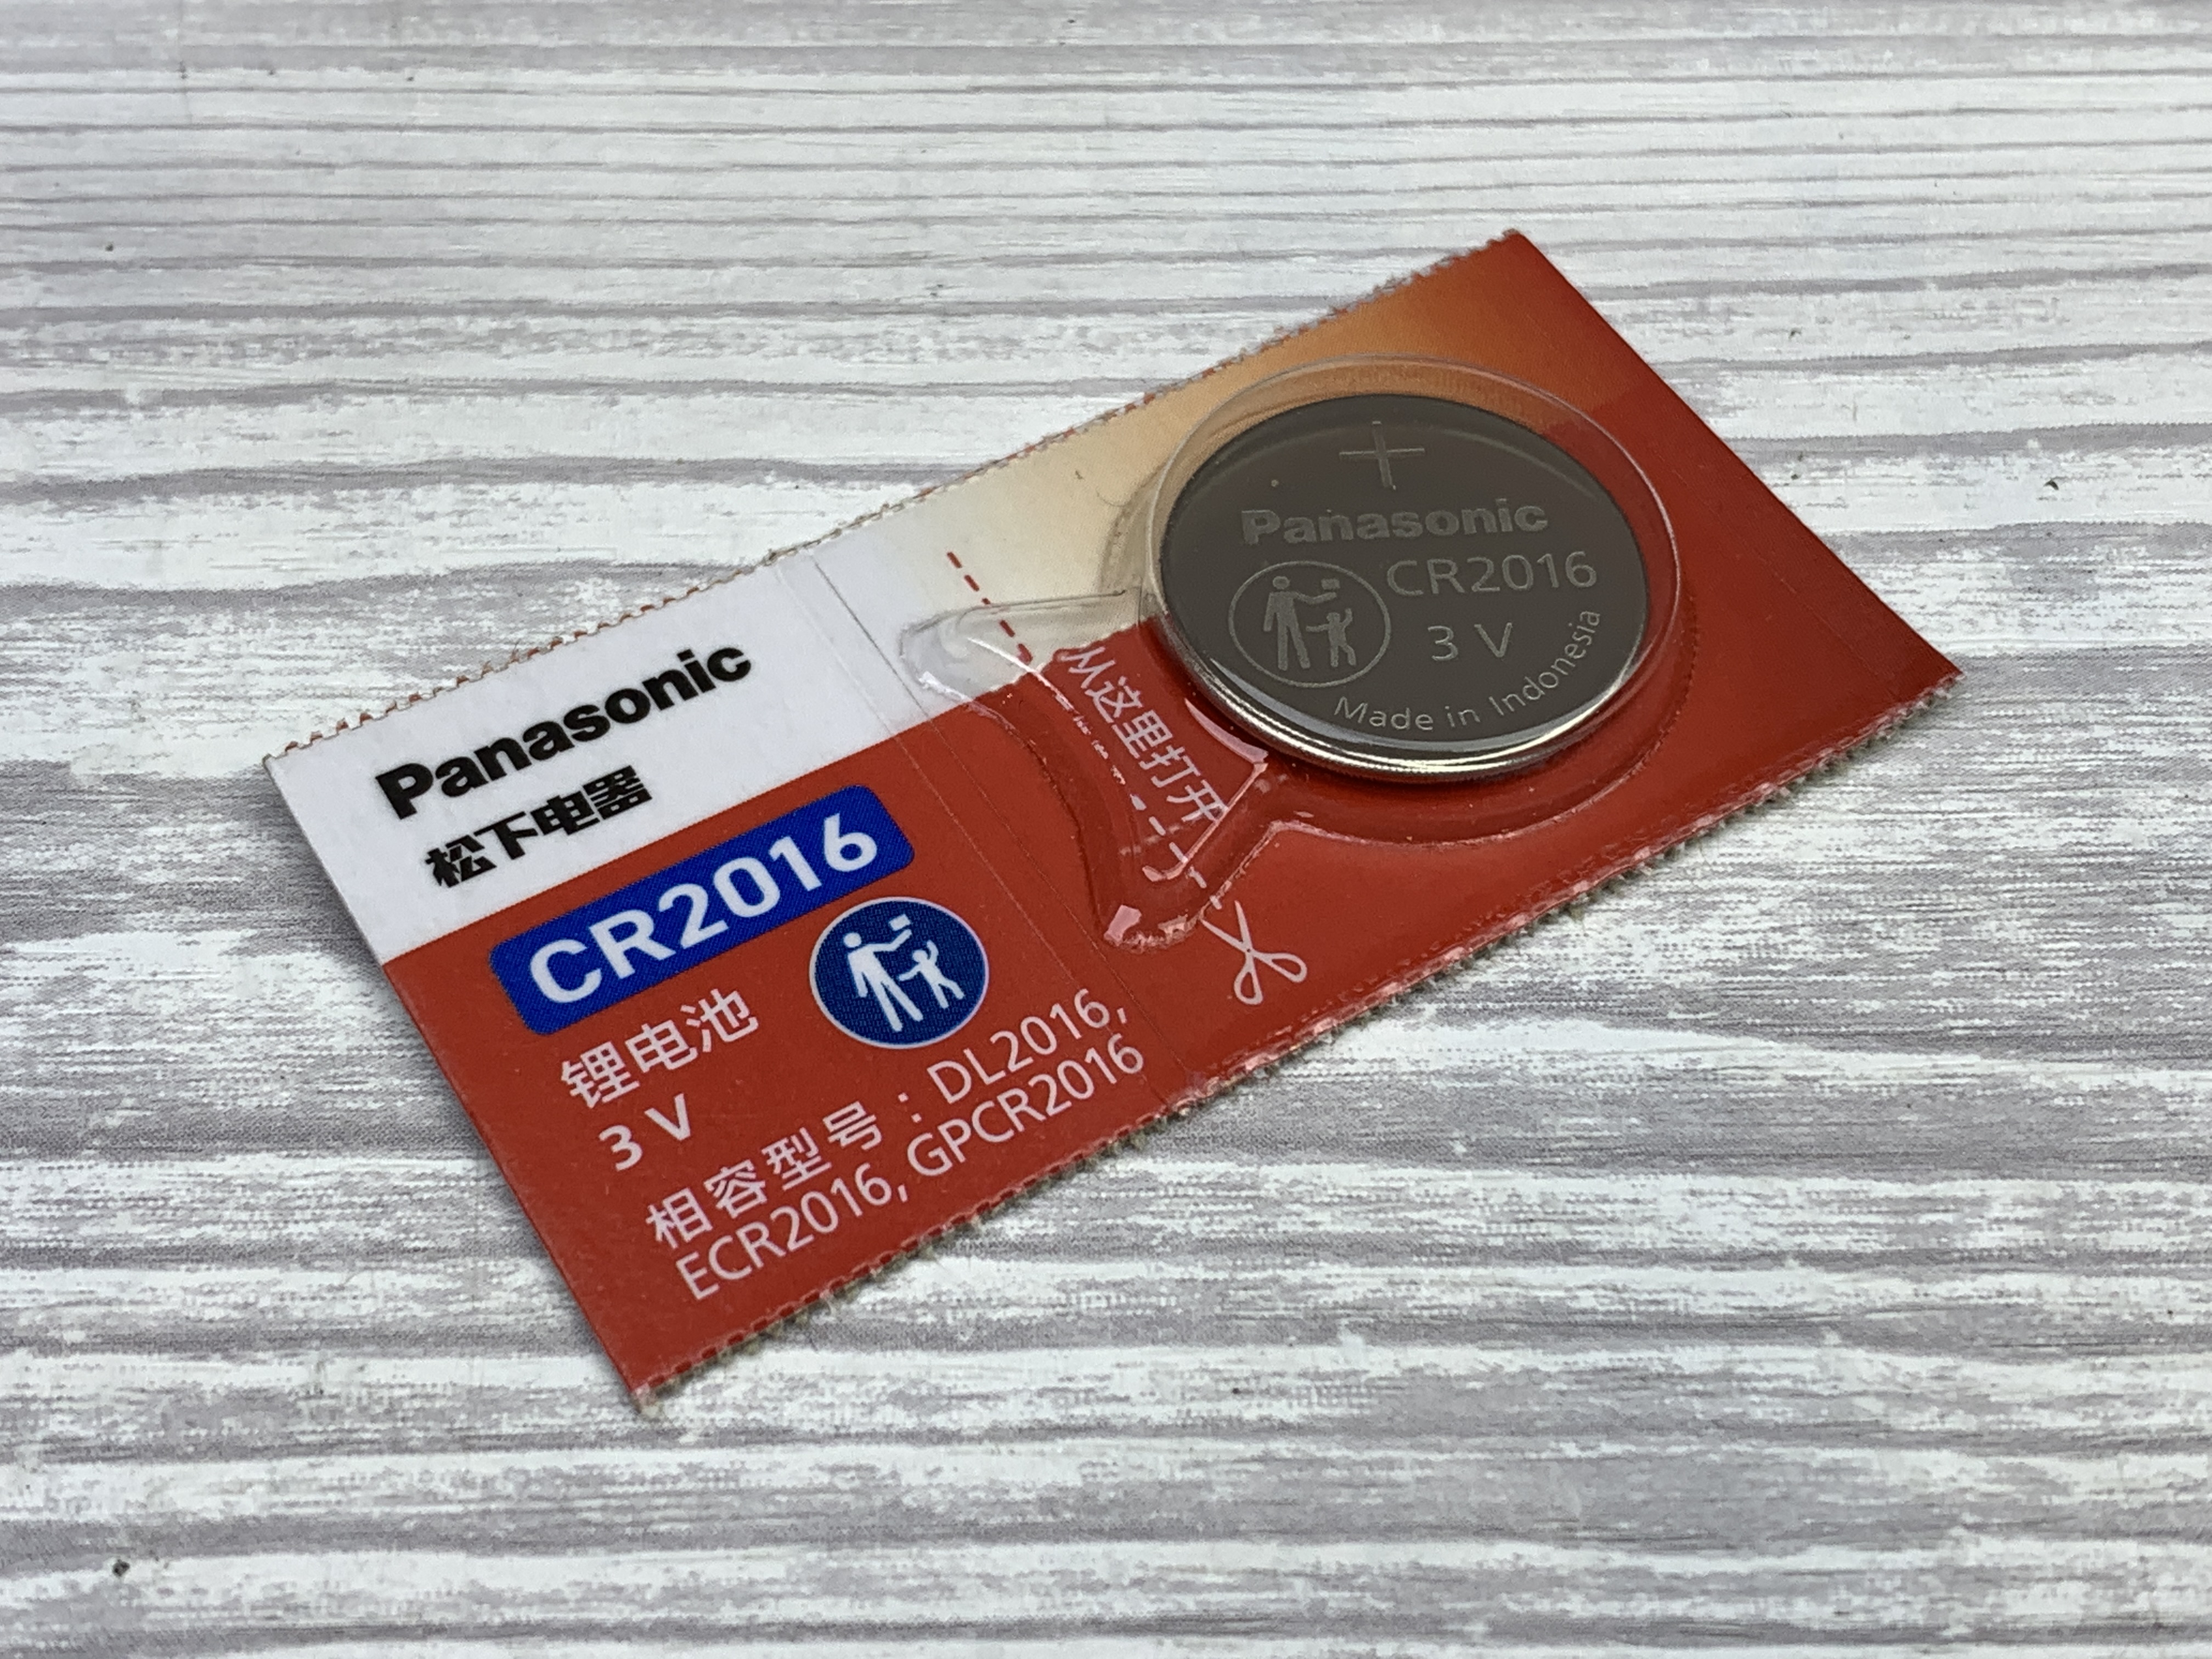 Panasonic
松下电器
CR2016
锂电池
3 V
相容型号：DL2016,
ECR2016, GPCR2016
从这里打开
+
Panasonic
CR2016
3 V
Made in Indonesia